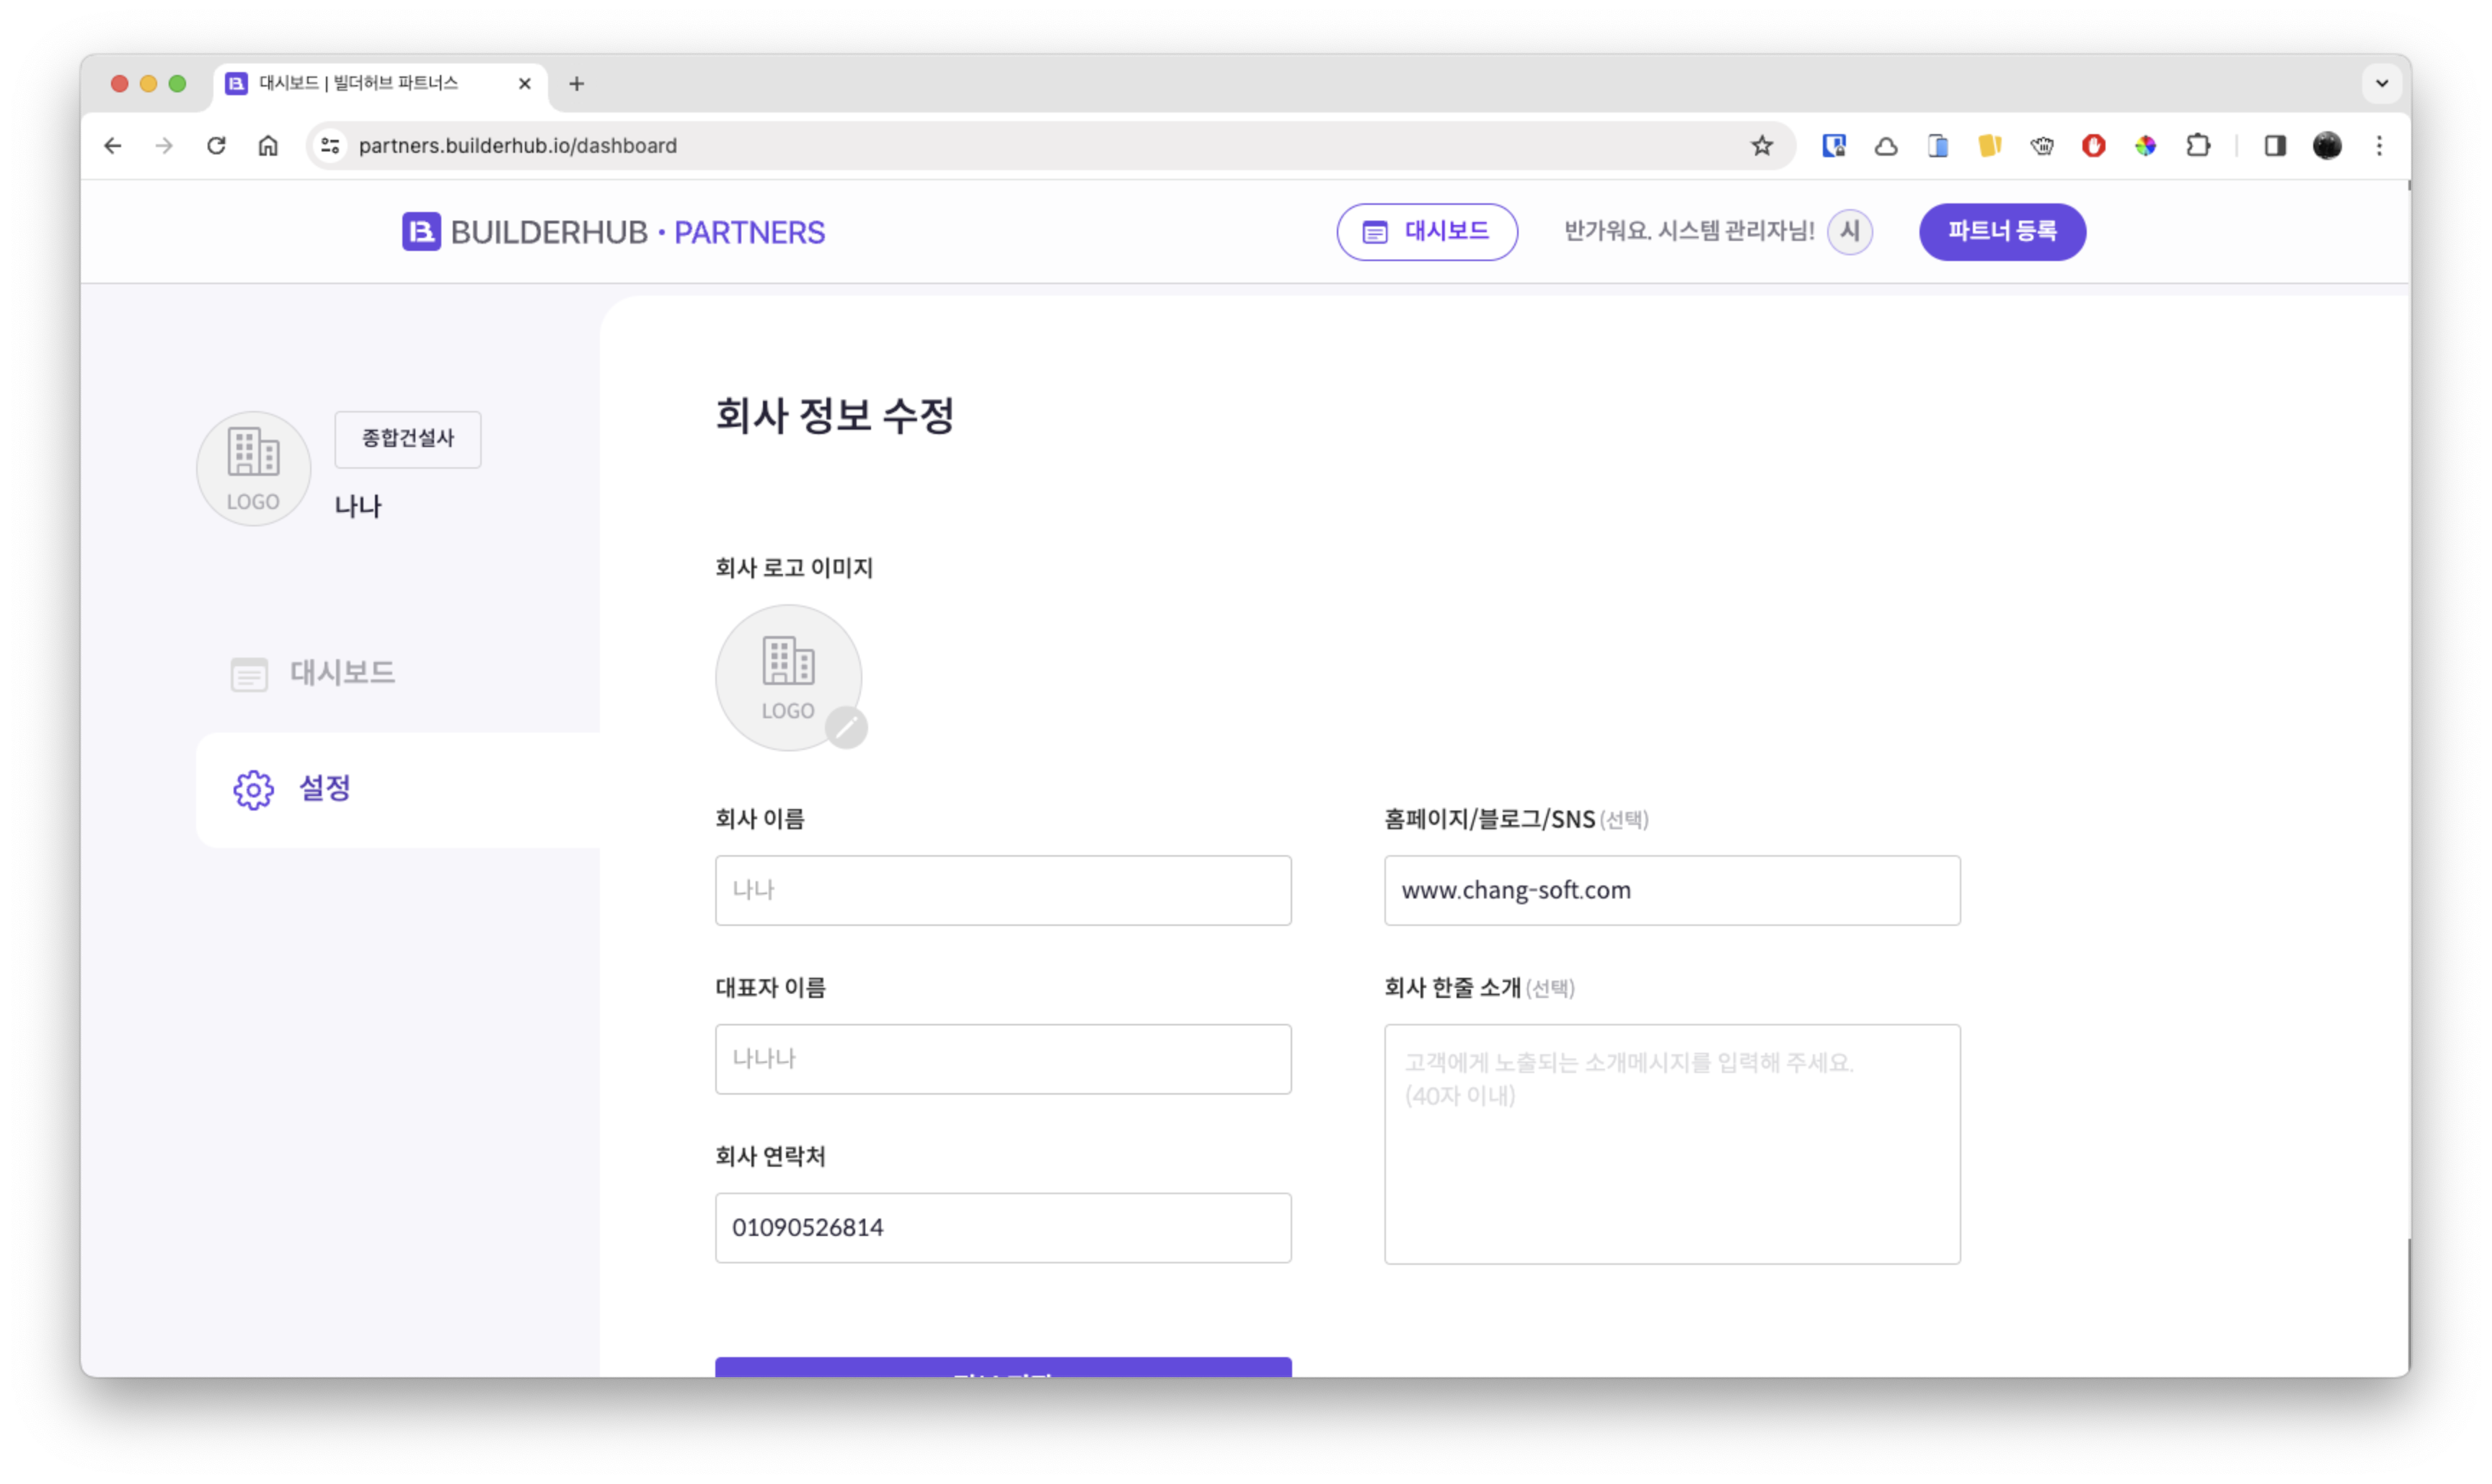 대시보드 | 빌더허브 파트너스
partners.builderhub.io/dashboard
BUILDERHUB · PARTNERS
대시보드
반가워요. 시스템 관리자님!
시
파트너 등록
LOGO
종합건설사
나나
대시보드
설정
회사 정보 수정
회사 로고 이미지
LOGO
회사 이름
나나
홈페이지/블로그/SNS (선택)
www.chang-soft.com
대표자 이름
나나나
회사 한줄 소개 (선택)
고객에게 노출되는 소개메시지를 입력해 주세요.
(40자 이내)
회사 연락처
01090526814